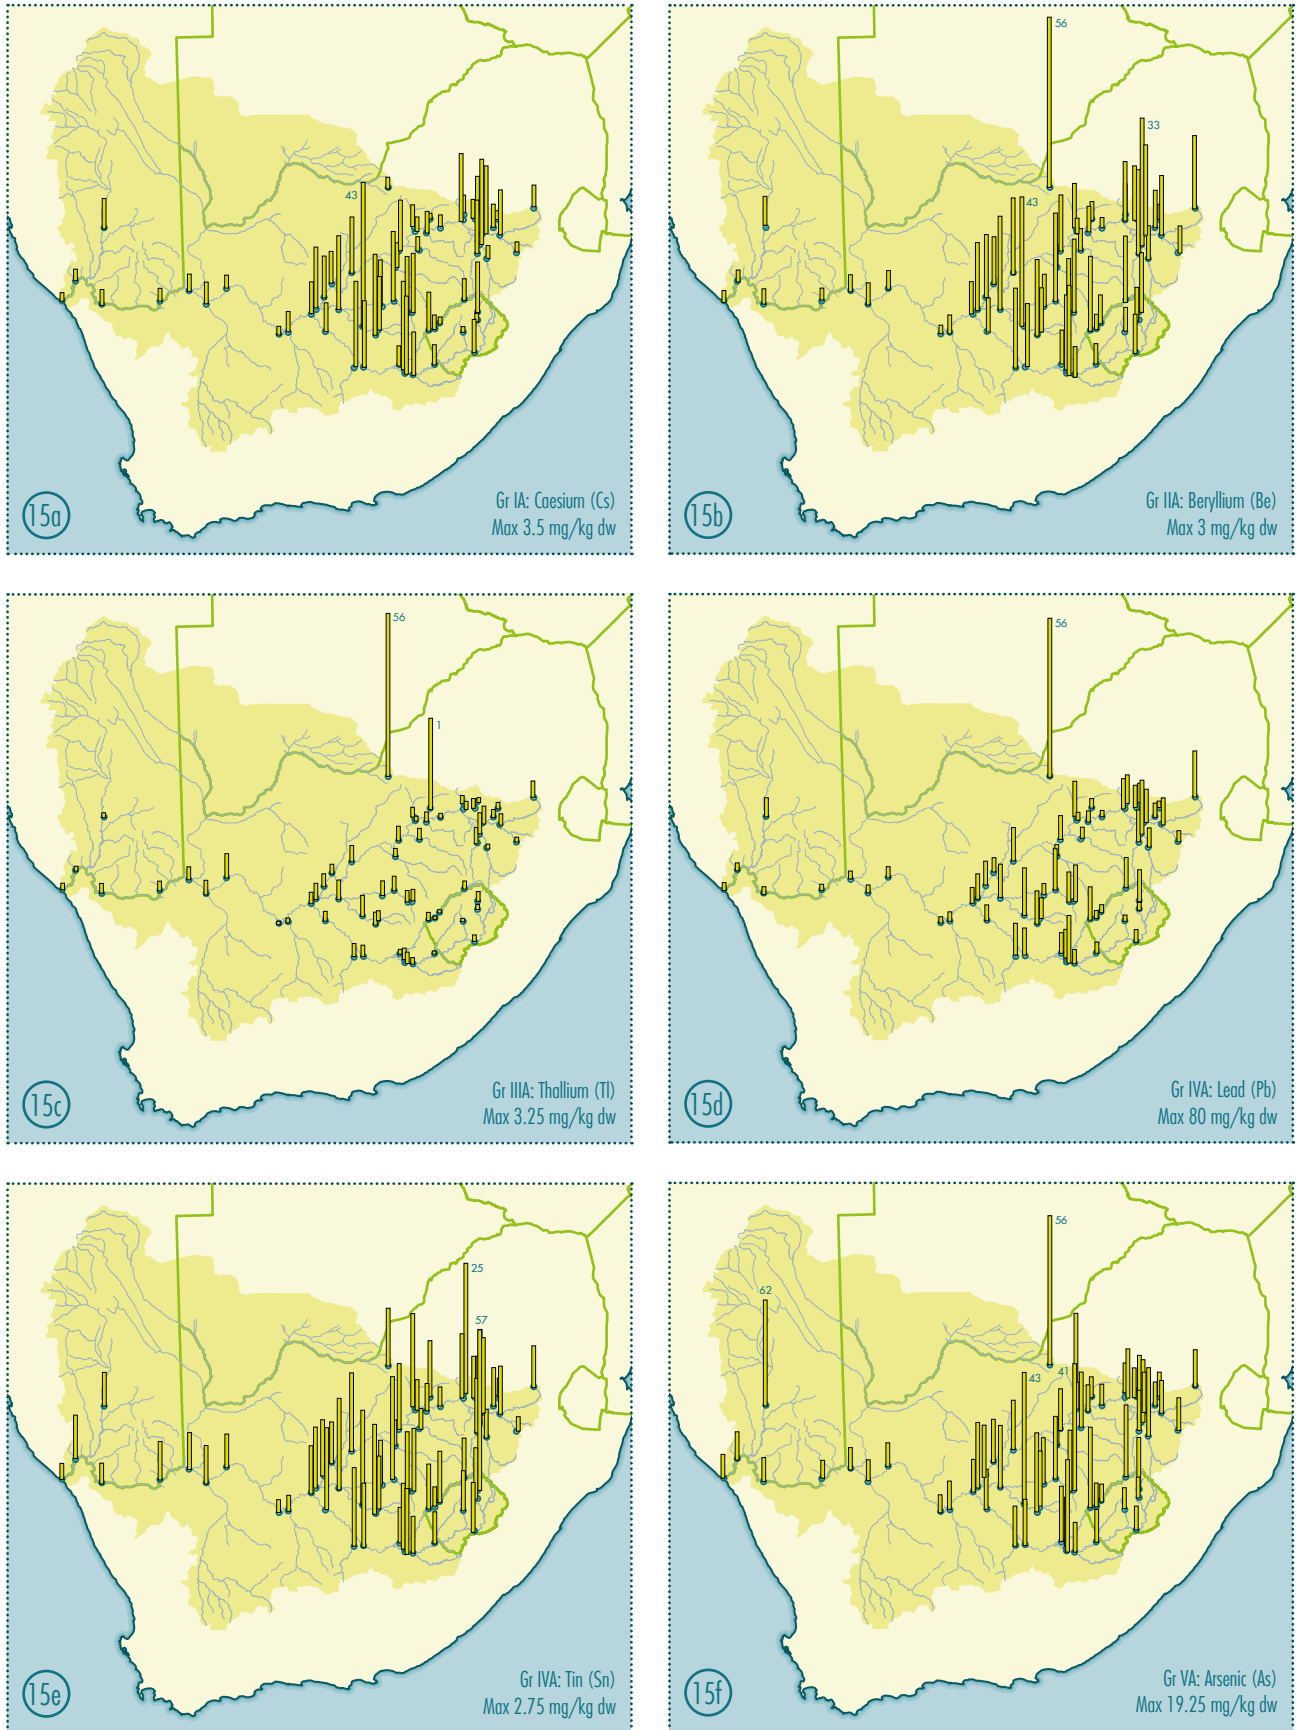 43
15a
Gr IA: Caesium (Cs)
Max 3.5 mg/kg dw
56
33
43
15b
Gr IIA: Beryllium (Be)
Max 3 mg/kg dw
56
1
15c
Gr IIIA: Thallium (Tl)
Max 3.25 mg/kg dw
56
15d
Gr IVA: Lead (Pb)
Max 80 mg/kg dw
25
57
15e
Gr IVA: Tin (Sn)
Max 2.75 mg/kg dw
56
62
43
41
15f
Gr VA: Arsenic (As)
Max 19.25 mg/kg dw